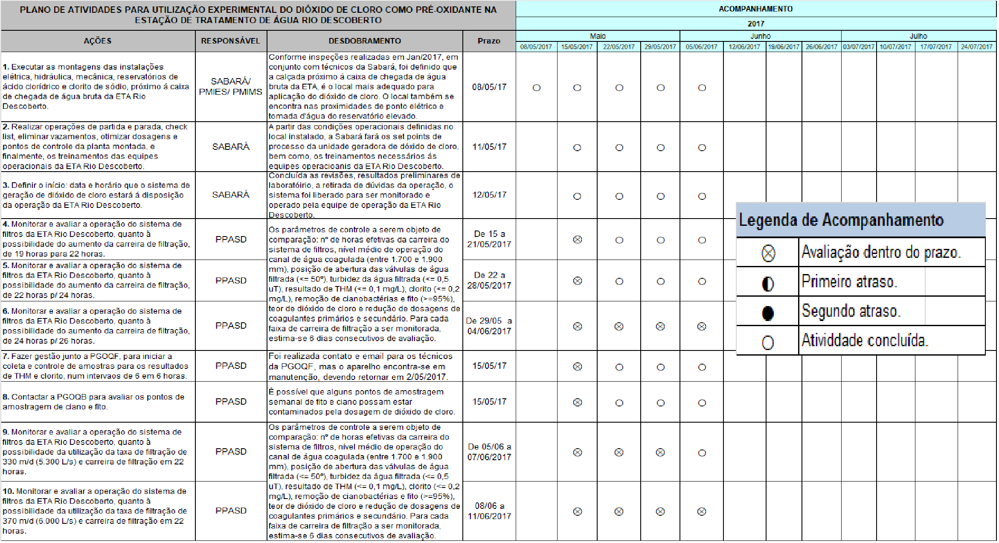 PLANO DE ATIVIDADES PARA UTILIZAÇÃO EXPERIMENTAL DO DIÓXIDO DE CLORO COMO PRÉ-OXIDANTE NA
ESTAÇÃO DE TRATAMENTO DE ÁGUA RIO DESCOBERTO
ACOMPANHAMENTO
2017
AÇÕES
RESPONSÁVEL
DESDOBRAMENTO
Prazo
Maio
Junho
Julho
08/05/2017 15/05/2017 22/05/2017 29/05/2017 05/06/2017 12/06/2017 19/06/2017 26/06/2017 03/07/2017 10/07/2017 17/07/2017 24/07/2017
1. Executar as montagens das instalações
elétrica, hidráulica, mecânica, reservatórios de
ácido clorídrico e clorito de sódio, próximo á caixa
de chegada de água bruta da ETA Rio
Descoberto.
SABARÁ/
PMIES/ PMIMS
Conforme inspeções realizadas em Jan/2017, em
conjunto com técnicos da Sabará, foi definido que
a calçada próximo á caixa de chegada de água
bruta da ETA, é o local mais adequado para
aplicação do dióxido de cloro. O local também se
encontra nas proximidades de ponto elétrico e
tomada d'água do reservatório elevado.
08/05/17
2. Realizar operações de partida e parada, check
list, eliminar vazamentos, otimizar dosagens e
pontos de controle da planta montada, e
finalmente, os treinamentos das equipes
operacionais da ETA Rio Descoberto.
SABARÁ
A partir das condições operacionais definidas no
local instalado, a Sabará fará os set points de
processo da unidade geradora de dóxido de cloro,
bem como, os treinamentos necessários ás
equipes operacioanis da ETA Rio Descoberto.
11/05/17
3. Definir o início: data e horário que o sistema de
geração de dióxido de cloro estará á disposição
da operação da ETA Rio Descoberto.
SABARÁ
Concluída as revisões, resultados preliminares de
laboratóirio, a retirada de dúvidas da operação, o
sistema foi liberado para ser monitorado e
operado pela equipe de operação da ETA Rio
Descoberto.
12/05/17
4. Monitorar e avaliar a operação do sistema de
filtros da ETA Rio Descoberto, quanto à
possibilidade do aumento da carreira de filtração,
de 19 horas para 22 horas.
PPASD
Os parâmetros de controle a serem objeto de
comparação: nº de horas efetivas da carreira do
sistema de filtros, nível médio de operação do
canal de água coagulada (entre 1.700 e 1.900
mm), posição de abertura das válvulas de água
filtrada (<= 50º), turbidez da água filtrada (<= 0,5
uT), resultado de THM (<= 0,1 mg/L), clorito (<= 0,2
mg/L), remoção de cianobactérias e fito (>=95%),
teor de dióxido de cloro e redução de dosagens de
coagulantes primários e secundário. Para cada
faixa de carreira de filtração a ser monitorada,
estima-se 6 dias consecutivos de avaliação.
De 15 a
21/05/2017
5. Monitorar e avaliar a operação do sistema de
filtros da ETA Rio Descoberto, quanto à
possibilidade do aumento da carreira de filtração,
de 22 horas p/ 24 horas.
PPASD
De 22 a
28/05/2017
6. Monitorar e avaliar a operação do sistema de
filtros da ETA Rio Descoberto, quanto à
possibilidade do aumento da carreira de filtração,
de 24 horas p/ 26 horas.
PPASD
De 29/05 a
04/06/2017
7. Fazer gestão junto a PGOQF, para iniciar a
coleta e controle de amostras para os resultados
de THM e clorito, num intervaos de 6 em 6 horas.
PPASD
Foi realizada contato e email para os técnicos
da PGOQF, mas o aparelho encontra-se em
manutenção, devendo retornar em 2/05/2017.
15/05/17
8. Contactar a PGOQB para avaliar os pontos de
amostragem de ciano e fito.
PPASD
È possível que alguns pontos de amostragem
semanal de fito e ciano possam estar
contaminados pela dosagem de dióxido de cloro.
15/05/17
9. Monitorar e avaliar a operação do sistema de
filtros da ETA Rio Descoberto, quanto à
possibilidade da utilização da taxa de filtração de
330 m/d (5.300 L/s) e carreira de filtração em 22
horas.
PPASD
Os parâmetros de controle a serem objeto de
comparação: nº de horas efetivas da carreira do
sistema de filtros, nível médio de operação do
canal de água coagulada (entre 1.700 e 1.900
mm), posição de abertura das válvulas de água
filtrada (<= 50º), turbidez da água filtrada (<= 0,5
uT), resultado de THM (<= 0,1 mg/L), clorito (<= 0,2
mg/L), remoção de cianobactérias e fito (>=95%),
teor de dióxido de cloro e redução de dosagens de
coagulantes primários e secundário. Para cada
faixa de carreira de filtração a ser monitorada,
estima-se 6 dias consecutivos de avaliação.
De 05/06 a
07/06/2017
10. Monitorar e avaliar a operação do sistema de
filtros da ETA Rio Descoberto, quanto à
possibilidade da utilização da taxa de filtração de
370 m/d (6.000 L/s) e carreira de filtração em 22
horas.
PPASD
08/06 a
11/06/2017
Legenda de Acompanhamento
Avaliação dentro do prazo.
Primeiro atraso.
Segundo atraso.
Atividdade concluída.